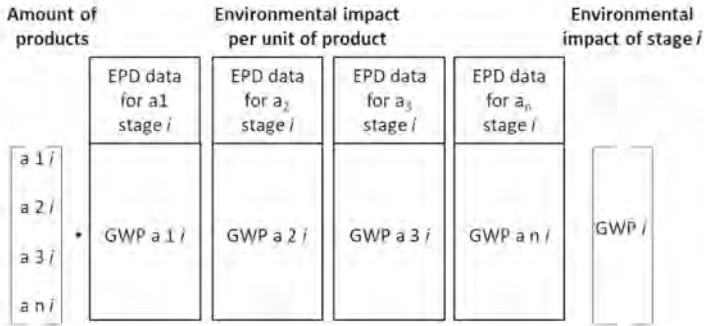 Amount of
products
Environmental impact
per unit of product
Environmental
impact of stage i
EPD data
for a1
stage i
EPD data
for a₂
stage i
EPD data
for a₃
stage i
EPD data
for aₙ
stage i
a 1 i
a 2 i
a 3 i
a n i
•
GWP a 1 i
GWP a 2 i
GWP a 3 i
GWP a n i
GWP i